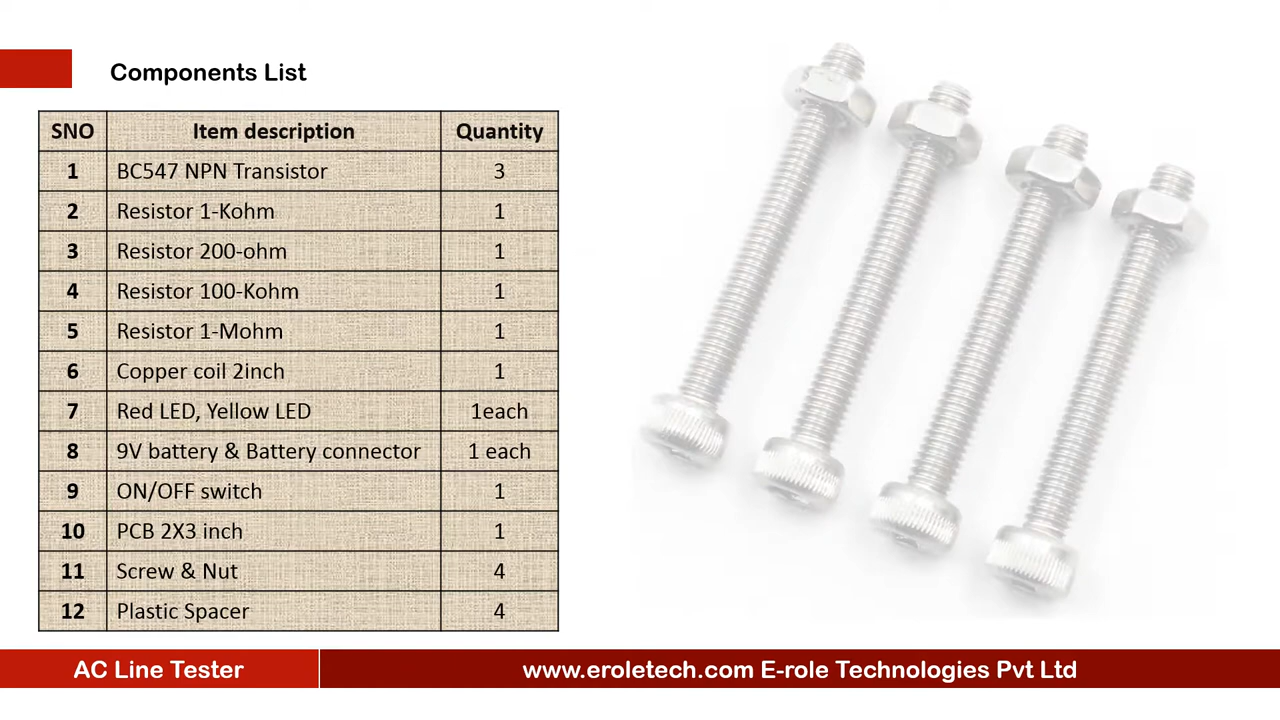 Components List
SNO Item description Quantity
1 BC547 NPN Transistor 3
2 Resistor 1-Kohm 1
3 Resistor 200-ohm 1
4 Resistor 100-Kohm 1
5 Resistor 1-Mohm 1
6 Copper coil 2inch 1
7 Red LED, Yellow LED 1each
8 9V battery & Battery connector 1 each
9 ON/OFF switch 1
10 PCB 2X3 inch 1
11 Screw & Nut 4
12 Plastic Spacer 4
AC Line Tester www.eroletech.com E-role Technologies Pvt Ltd